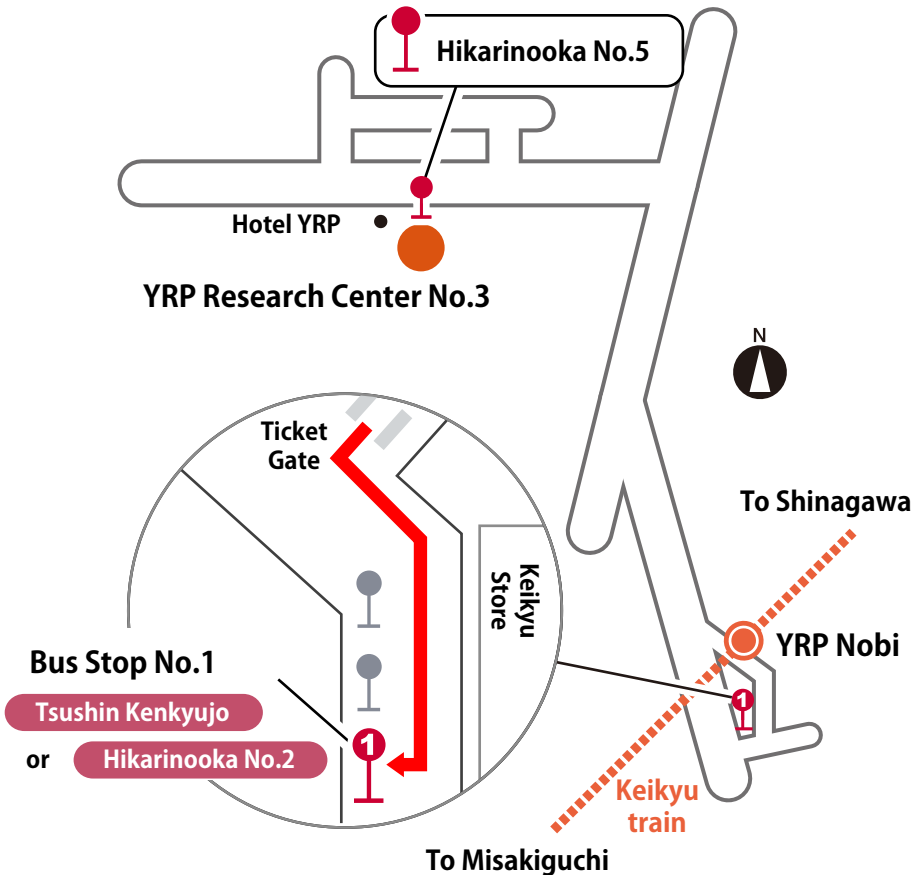 Hikarinooka No.5
Hotel YRP
YRP Research Center No.3
N
Ticket
Gate
To Shinagawa
Keikyu
Store
YRP Nobi
Bus Stop No.1
1
Tsushin Kenkyujo
1
or
Hikarinooka No.2
Keikyu
train
To Misakiguchi